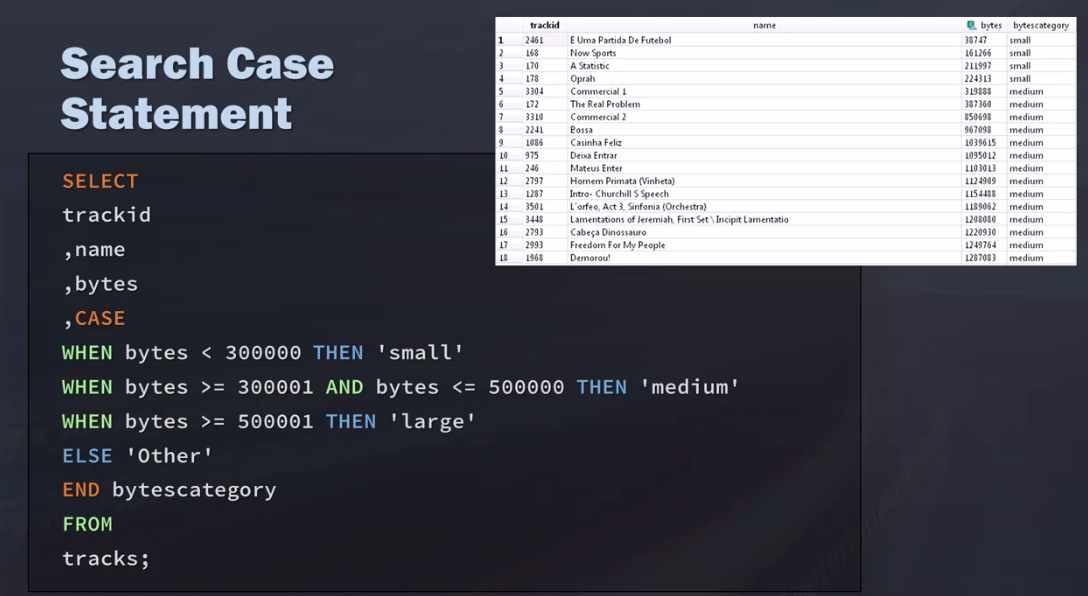 Search Case
Statement
SELECT
trackid
,name
,bytes
,CASE
WHEN bytes < 300000 THEN 'small'
WHEN bytes >= 300001 AND bytes <= 500000 THEN 'medium'
WHEN bytes >= 500001 THEN 'large'
ELSE 'Other'
END bytescategory
FROM
tracks;
trackid name bytes bytescategory
1 2461 É Uma Partida De Futebol 38747 small
2 168 Now Sports 161266 small
3 170 A Statistic 211997 small
4 178 Oprah 224313 small
5 3304 Commercial 1 319888 medium
6 172 The Real Problem 387360 medium
7 3310 Commercial 2 850698 medium
8 2241 Bossa 967098 medium
9 1086 Casinha Feliz 1039615 medium
10 975 Deixa Entrar 1095012 medium
11 246 Mateus Enter 1103013 medium
12 2797 Homem Primata (Vinheta) 1124909 medium
13 1287 Intro- Churchill S Speech 1154488 medium
14 3501 L'orfeo, Act 3, Sinfonia (Orchestra) 1189062 medium
15 3448 Lamentations of Jeremiah, First Set \ Incipit Lamentatio 1208080 medium
16 2793 Cabeça Dinossauro 1220930 medium
17 2993 Freedom For My People 1249764 medium
18 1968 Demorou! 1287083 medium